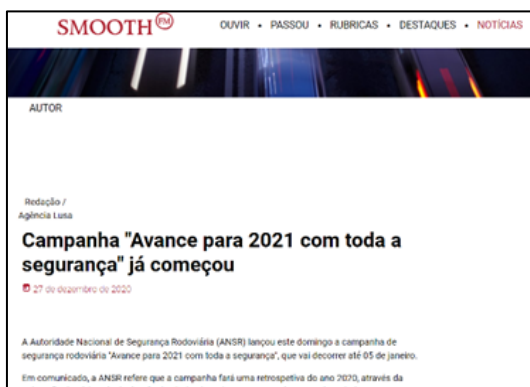 SMOOTH FM
OUVIR • PASSOU • RUBRICAS • DESTAQUES • NOTÍCIAS
AUTOR
Redação /
Agência Lusa
Campanha "Avance para 2021 com toda a
segurança" já começou
27 de dezembro de 2020
A Autoridade Nacional de Segurança Rodoviária (ANSR) lançou este domingo a campanha de
segurança rodoviária "Avance para 2021 com toda a segurança", que vai decorrer até 05 de janeiro.
Em comunicado, a ANSR refere que a campanha fará uma retrospetiva do ano 2020, através da